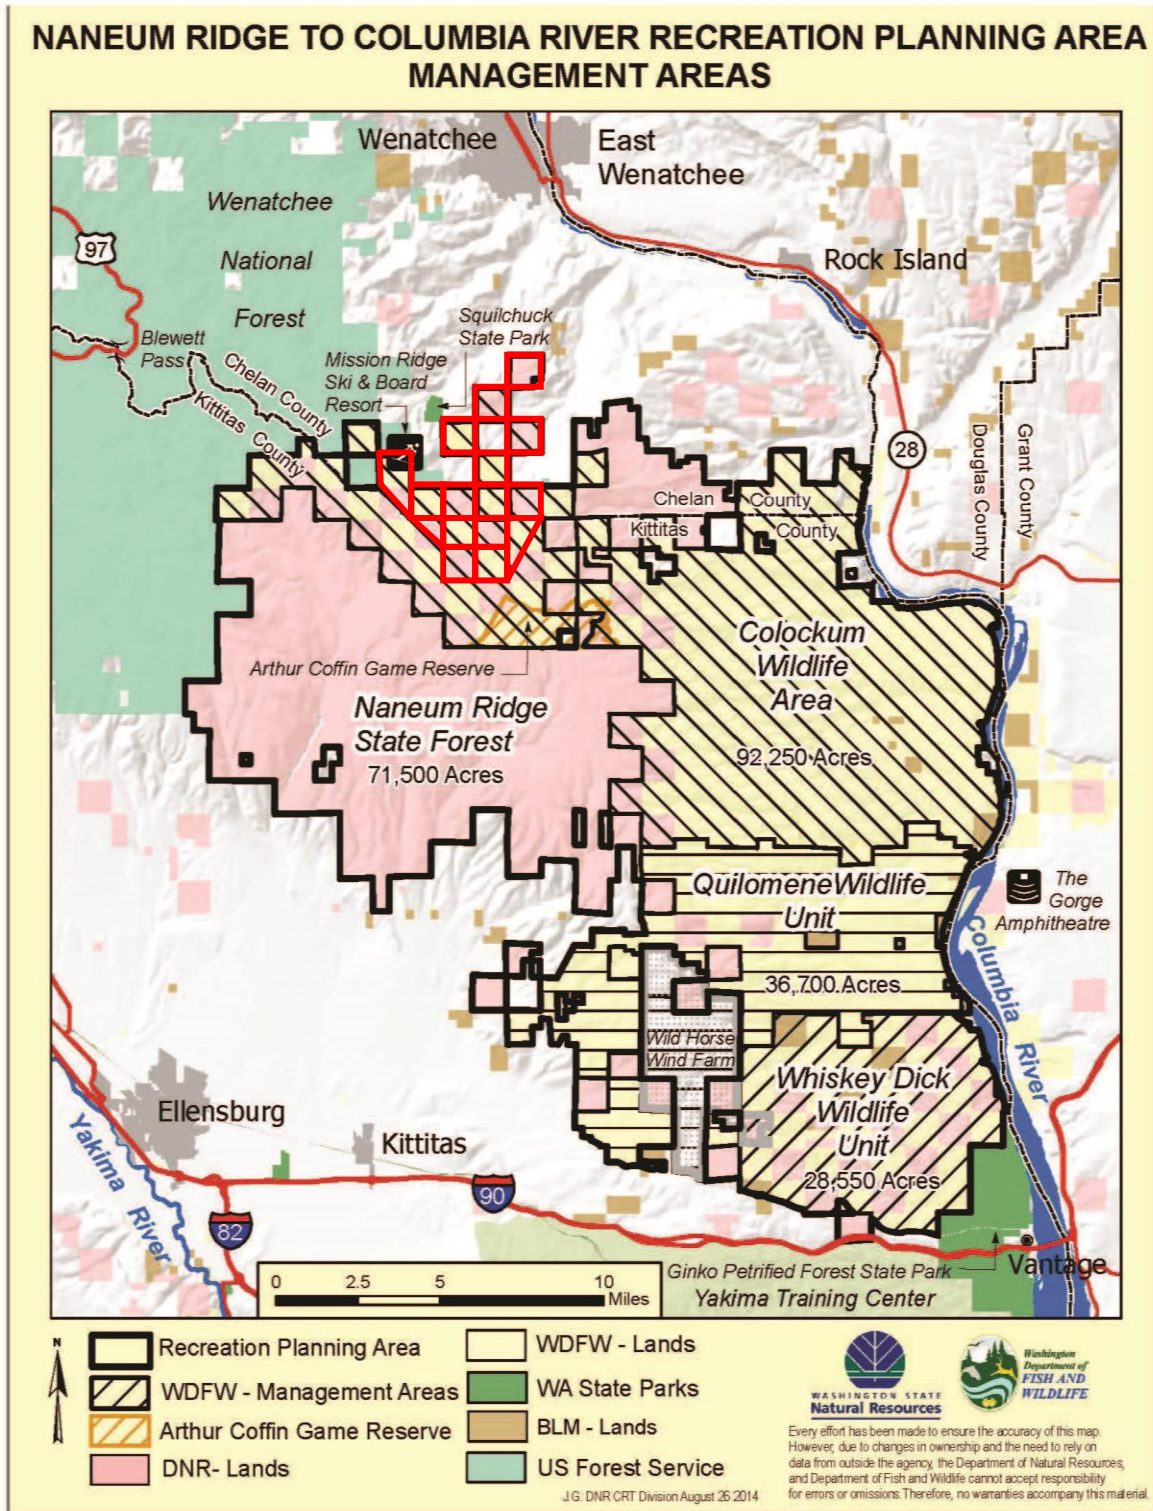 NANEUM RIDGE TO COLUMBIA RIVER RECREATION PLANNING AREA
MANAGEMENT AREAS
Wenatchee
East
Wenatchee
Wenatchee
National
Forest
97
Rock Island
Blewett
Pass
Squilchuck
State Park
Mission Ridge
Ski & Board
Resort
Chelan County
Kittitas County
28
Douglas County
Grant County
Chelan County
Kittitas County
Colockum
Wildlife
Area
92,250 Acres
Arthur Coffin Game Reserve
Naneum Ridge
State Forest
71,500 Acres
Quilomene Wildlife
Unit
36,700 Acres
The
Gorge
Amphitheatre
Columbia River
Wild Horse
Wind Farm
Whiskey Dick
Wildlife
Unit
28,550 Acres
Ellensburg
Kittitas
Yakima River
90
82
Ginko Petrified Forest State Park
Vantage
Yakima Training Center
0 2.5 5 10
Miles
N
Recreation Planning Area
WDFW - Management Areas
Arthur Coffin Game Reserve
DNR- Lands
WDFW - Lands
WA State Parks
BLM - Lands
US Forest Service
WASHINGTON STATE
Natural Resources
Washington
Department of
FISH AND
WILDLIFE
Every effort has been made to ensure the accuracy of this map.
However, due to changes in ownership and the need to rely on
data from outside the agency, the Department of Natural Resources,
and Department of Fish and Wildlife cannot accept responsibility
for errors or omissions. Therefore, no warranties accompany this material.
J.G. DNR CRT Division August 26 2014